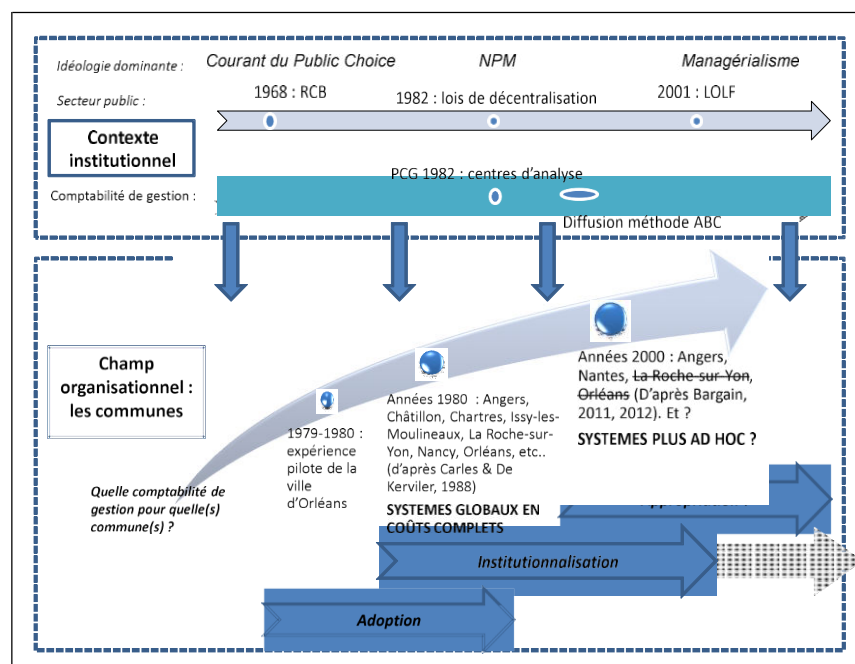 Idéologie dominante :
Courant du Public Choice
NPM
Managérialisme
Secteur public :
1968 : RCB
1982 : lois de décentralisation
2001 : LOLF
Contexte
institutionnel
PCG 1982 : centres d'analyse
Comptabilité de gestion :
Diffusion méthode ABC
Champ
organisationnel :
les communes
Quelle comptabilité de
gestion pour quelle(s)
commune(s) ?
1979-1980 :
expérience
pilote de la
ville
d'Orléans
Années 1980 : Angers,
Châtillon, Chartres, Issy-les-
Moulineaux, La Roche-sur-
Yon, Nancy, Orléans, etc..
(d'après Carles & De
Kerviler, 1988)
SYSTEMES GLOBAUX EN
COÛTS COMPLETS
Années 2000 : Angers,
Nantes, La Roche-sur-Yon,
Orléans (D'après Bargain,
2011, 2012). Et ?
SYSTEMES PLUS AD HOC ?
Institutionnalisation
Adoption